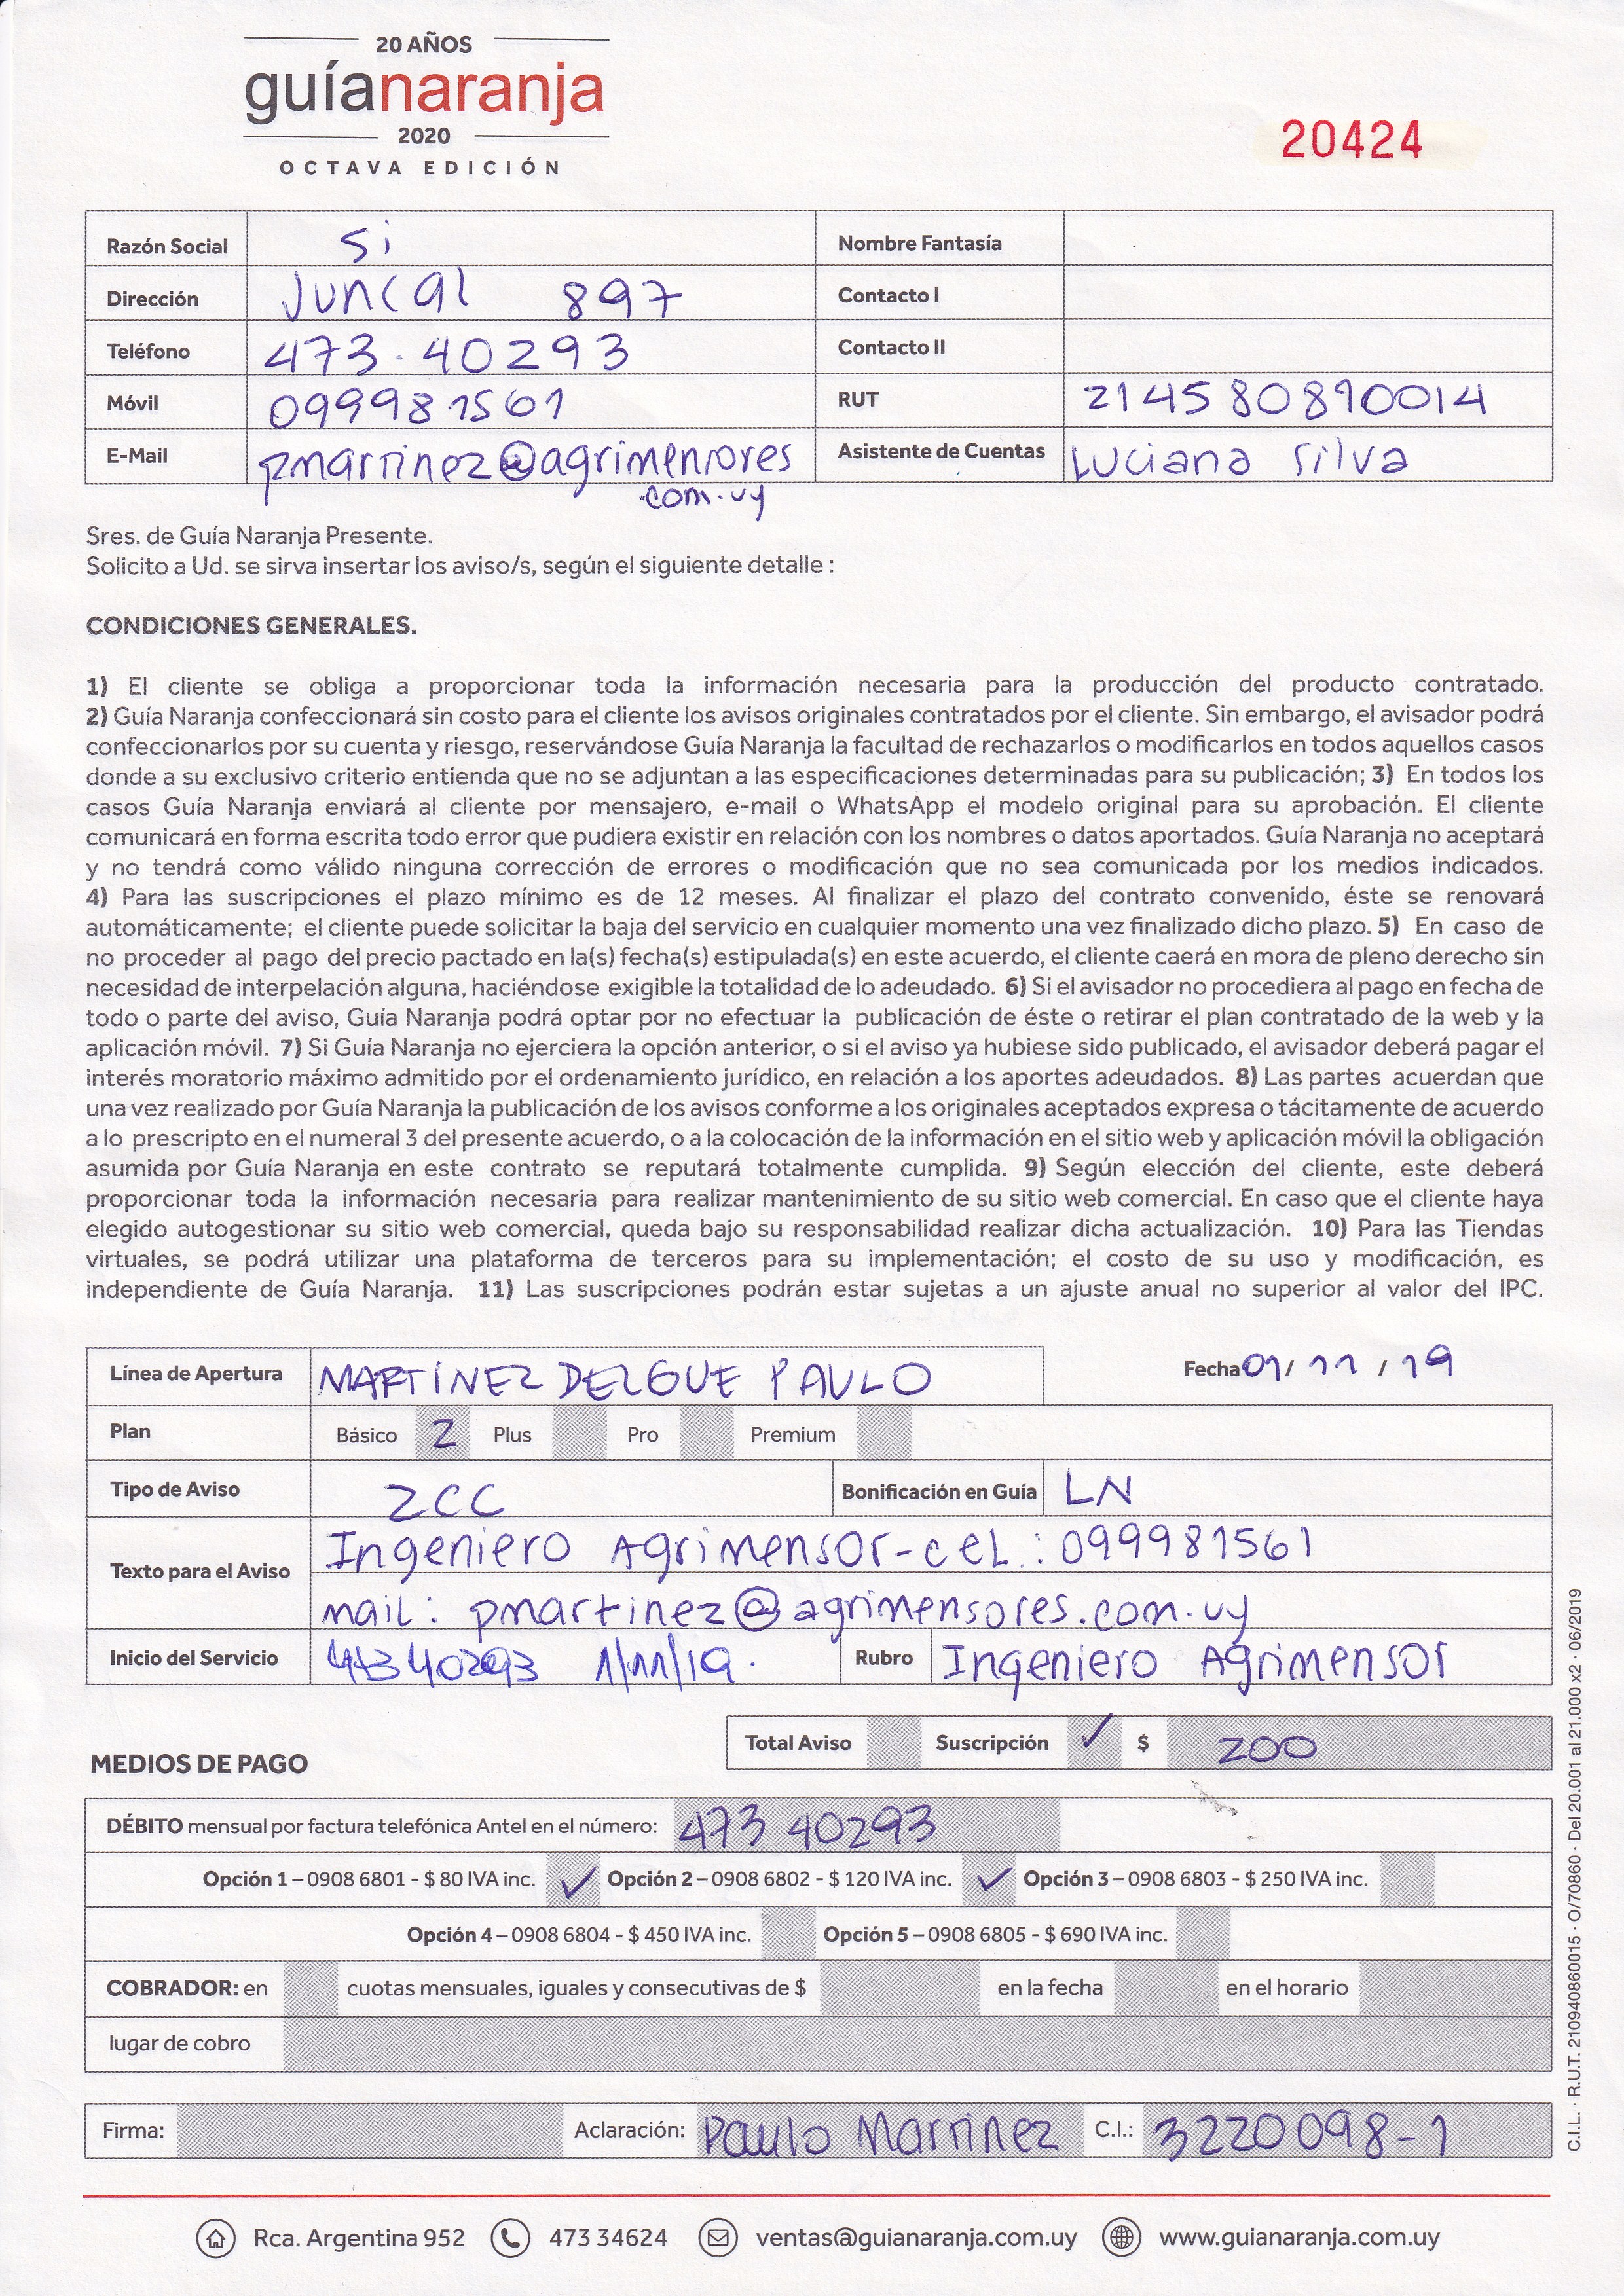 20 AÑOS
guíanaranja
2020
OCTAVA EDICIÓN
20424
Razón Social Si Nombre Fantasía
Dirección Juncal 897 Contacto I
Teléfono 473.40293 Contacto II
Móvil 099981561 RUT 214580890014
E-Mail pmartinez@agrimensores Asistente de Cuentas Luciana Silva
.com.uy
Sres. de Guía Naranja Presente.
Solicito a Ud. se sirva insertar los aviso/s, según el siguiente detalle :
CONDICIONES GENERALES.
1) El cliente se obliga a proporcionar toda la información necesaria para la producción del producto contratado.
2) Guía Naranja confeccionará sin costo para el cliente los avisos originales contratados por el cliente. Sin embargo, el avisador podrá
confeccionarlos por su cuenta y riesgo, reservándose Guía Naranja la facultad de rechazarlos o modificarlos en todos aquellos casos
donde a su exclusivo criterio entienda que no se adjuntan a las especificaciones determinadas para su publicación; 3) En todos los
casos Guía Naranja enviará al cliente por mensajero, e-mail o WhatsApp el modelo original para su aprobación. El cliente
comunicará en forma escrita todo error que pudiera existir en relación con los nombres o datos aportados. Guía Naranja no aceptará
y no tendrá como válido ninguna corrección de errores o modificación que no sea comunicada por los medios indicados.
4) Para las suscripciones el plazo mínimo es de 12 meses. Al finalizar el plazo del contrato convenido, éste se renovará
automáticamente; el cliente puede solicitar la baja del servicio en cualquier momento una vez finalizado dicho plazo. 5) En caso de
no proceder al pago del precio pactado en la(s) fecha(s) estipulada(s) en este acuerdo, el cliente caerá en mora de pleno derecho sin
necesidad de interpelación alguna, haciéndose exigible la totalidad de lo adeudado. 6) Si el avisador no procediera al pago en fecha de
todo o parte del aviso, Guía Naranja podrá optar por no efectuar la publicación de éste o retirar el plan contratado de la web y la
aplicación móvil. 7) Si Guía Naranja no ejerciera la opción anterior, o si el aviso ya hubiese sido publicado, el avisador deberá pagar el
interés moratorio máximo admitido por el ordenamiento jurídico, en relación a los aportes adeudados. 8) Las partes acuerdan que
una vez realizado por Guía Naranja la publicación de los avisos conforme a los originales aceptados expresa o tácitamente de acuerdo
a lo prescripto en el numeral 3 del presente acuerdo, o a la colocación de la información en el sitio web y aplicación móvil la obligación
asumida por Guía Naranja en este contrato se reputará totalmente cumplida. 9) Según elección del cliente, este deberá
proporcionar toda la información necesaria para realizar mantenimiento de su sitio web comercial. En caso que el cliente haya
elegido autogestionar su sitio web comercial, queda bajo su responsabilidad realizar dicha actualización. 10) Para las Tiendas
virtuales, se podrá utilizar una plataforma de terceros para su implementación; el costo de su uso y modificación, es
independiente de Guía Naranja. 11) Las suscripciones podrán estar sujetas a un ajuste anual no superior al valor del IPC.
Línea de Apertura MARTINEZ DELGUE PAULO Fecha 01/ 11 / 19
Plan Básico 2 Plus Pro Premium
Tipo de Aviso 2CC Bonificación en Guía LN
Texto para el Aviso Ingeniero Agrimensor-cel.: 099981561
mail: pmartinez@agrimensores.com.uy
Inicio del Servicio 47340293 1/11/19. Rubro Ingeniero Agrimensor
Total Aviso Suscripción ✓ $ 200
MEDIOS DE PAGO
DÉBITO mensual por factura telefónica Antel en el número: 473 40293
Opción 1 – 0908 6801 - $ 80 IVA inc. ✓ Opción 2 – 0908 6802 - $ 120 IVA inc. ✓ Opción 3 – 0908 6803 - $ 250 IVA inc.
Opción 4 – 0908 6804 - $ 450 IVA inc. Opción 5 – 0908 6805 - $ 690 IVA inc.
COBRADOR: en cuotas mensuales, iguales y consecutivas de $ en la fecha en el horario
lugar de cobro
Firma: Aclaración: Paulo Martinez C.I.: 3220098-1
C.I.L. · R.U.T. 210940860015 · O/70860 · Del 20.001 al 21.000 x2 · 06/2019
Rca. Argentina 952 473 34624 ventas@guianaranja.com.uy www.guianaranja.com.uy